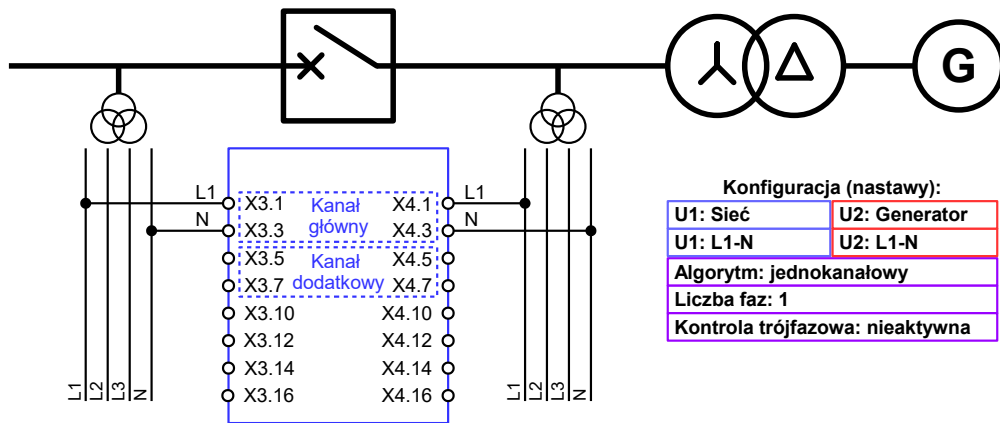 G
L1
X3.1
Kanał
X4.1
L1
N
X3.3
główny
X4.3
N
X3.5
Kanał
X4.5
X3.7
dodatkowy
X4.7
X3.10
X4.10
X3.12
X4.12
X3.14
X4.14
X3.16
X4.16
L1
L2
L3
N
L1
L2
L3
N
Konfiguracja (nastawy):
U1: Sieć
U2: Generator
U1: L1-N
U2: L1-N
Algorytm: jednokanałowy
Liczba faz: 1
Kontrola trójfazowa: nieaktywna